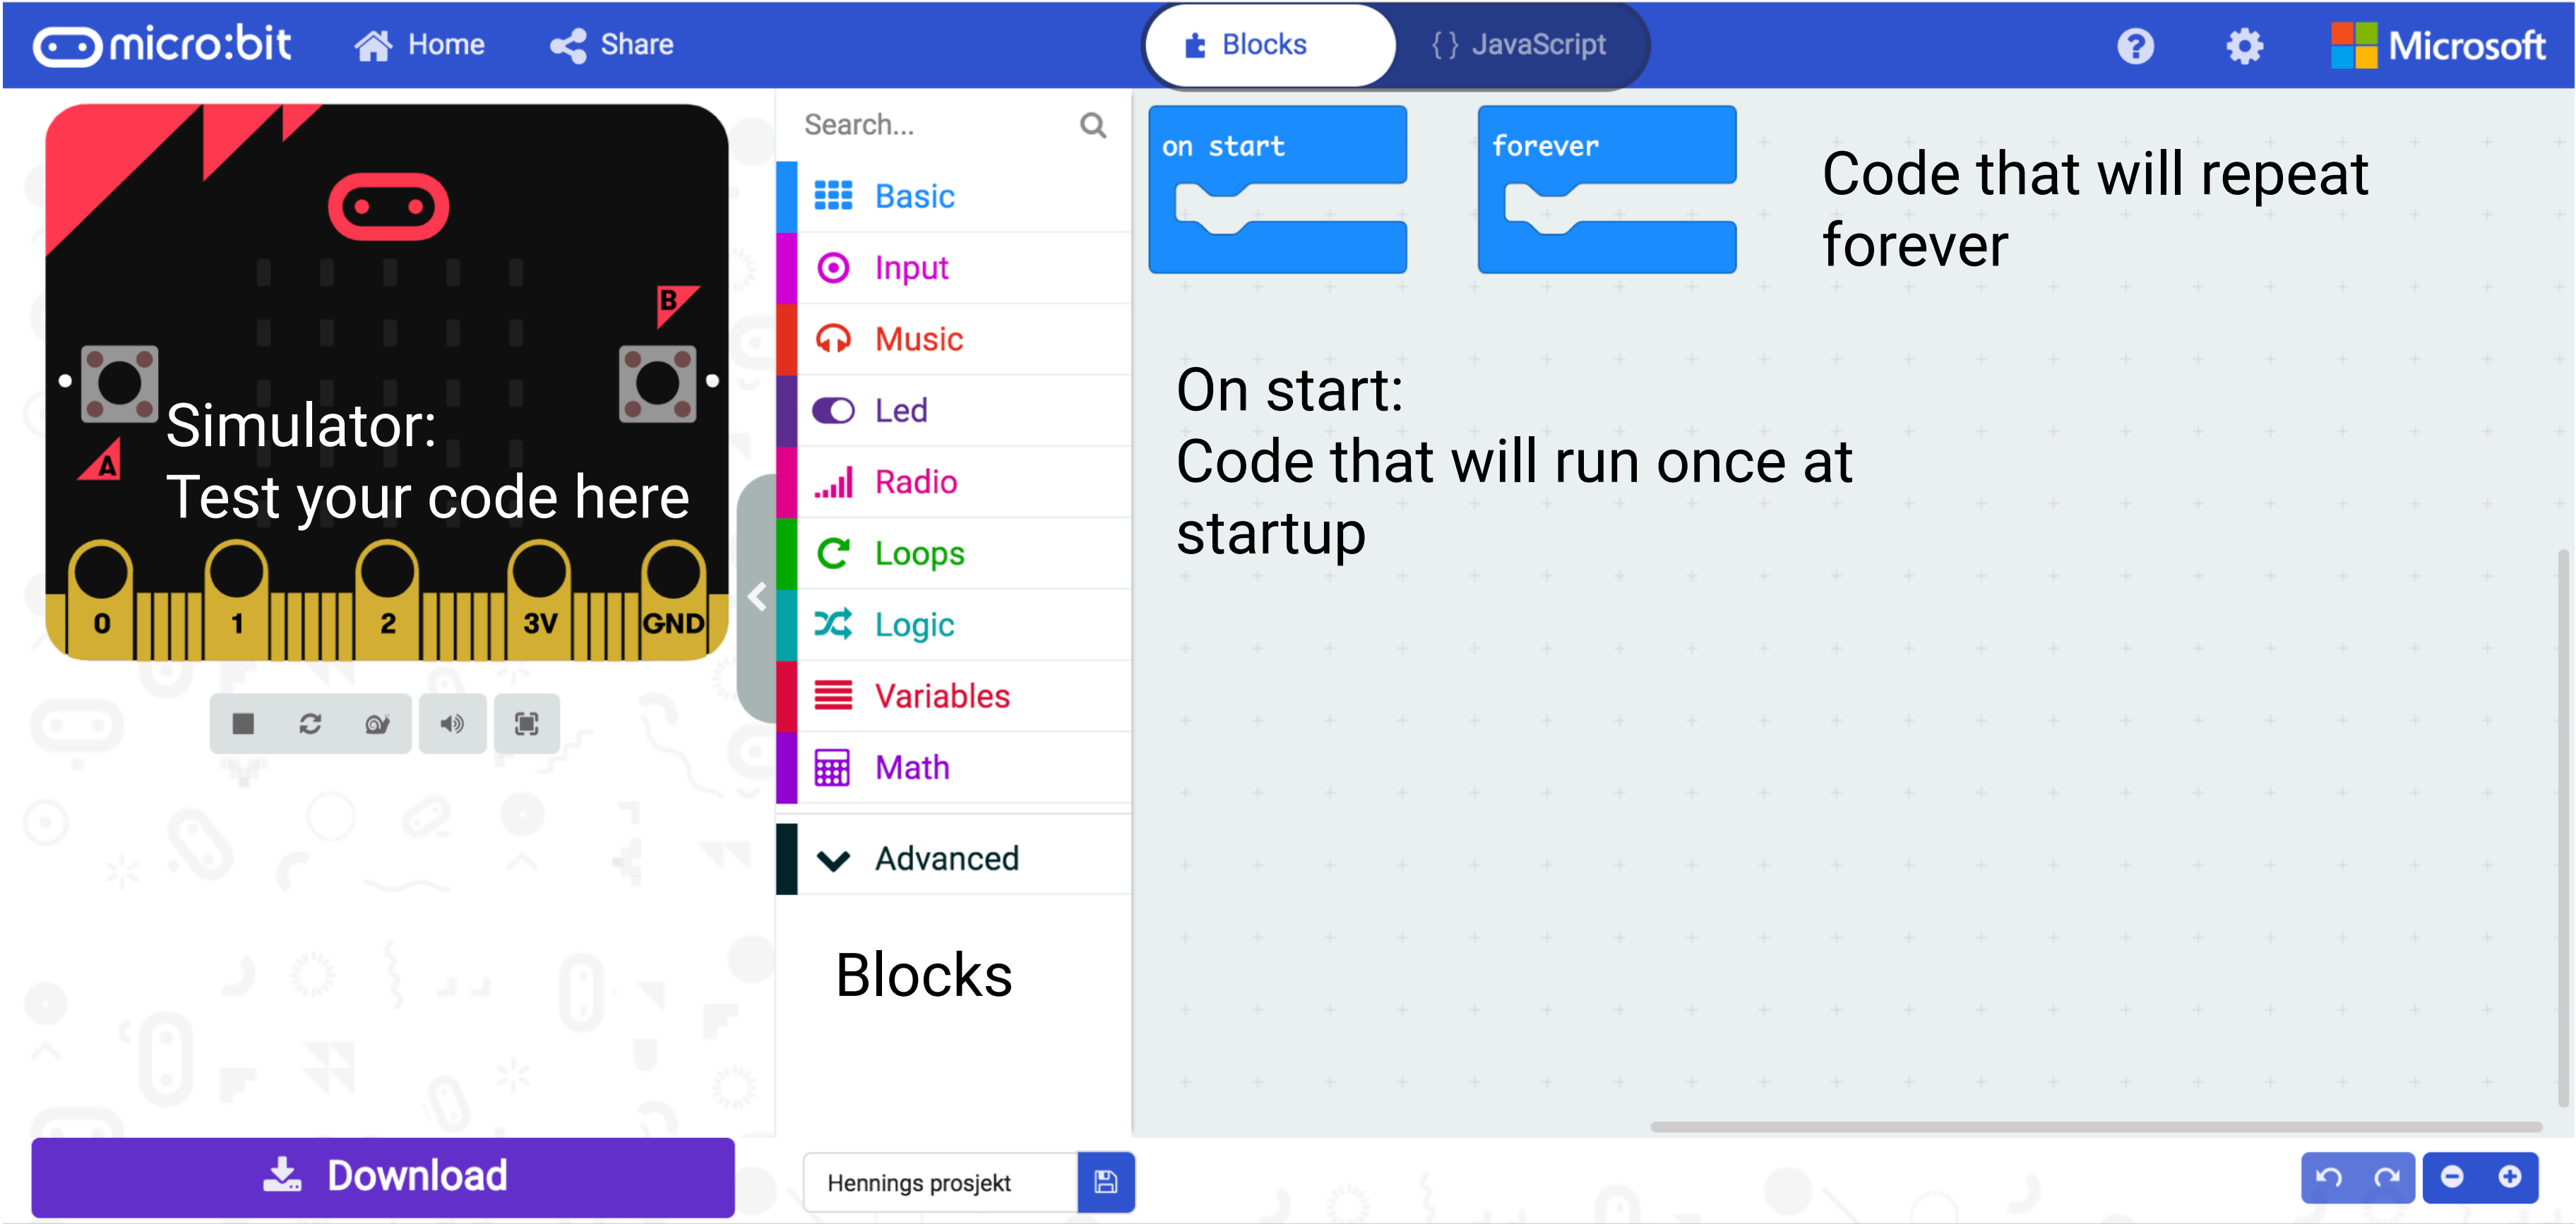 micro:bit
Home
Share
Blocks
{ } JavaScript
?
Microsoft
B
A
Simulator:
Test your code here
0
1
2
3V
GND
Search...
Basic
Input
Music
Led
Radio
Loops
Logic
Variables
Math
Advanced
Blocks
on start
forever
Code that will repeat
forever
On start:
Code that will run once at
startup
Download
Hennings prosjekt